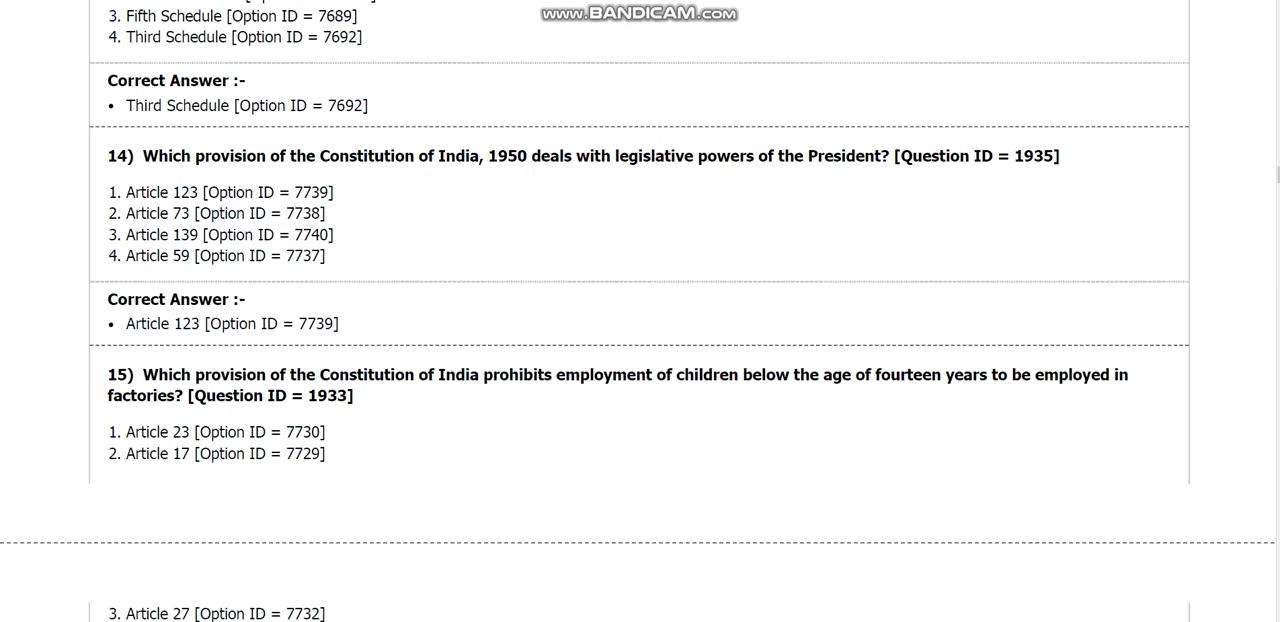 www.BANDICAM.com
3. Fifth Schedule [Option ID = 7689]
4. Third Schedule [Option ID = 7692]
Correct Answer :-
• Third Schedule [Option ID = 7692]
14) Which provision of the Constitution of India, 1950 deals with legislative powers of the President? [Question ID = 1935]
1. Article 123 [Option ID = 7739]
2. Article 73 [Option ID = 7738]
3. Article 139 [Option ID = 7740]
4. Article 59 [Option ID = 7737]
Correct Answer :-
• Article 123 [Option ID = 7739]
15) Which provision of the Constitution of India prohibits employment of children below the age of fourteen years to be employed in
factories? [Question ID = 1933]
1. Article 23 [Option ID = 7730]
2. Article 17 [Option ID = 7729]
3. Article 27 [Option ID = 7732]